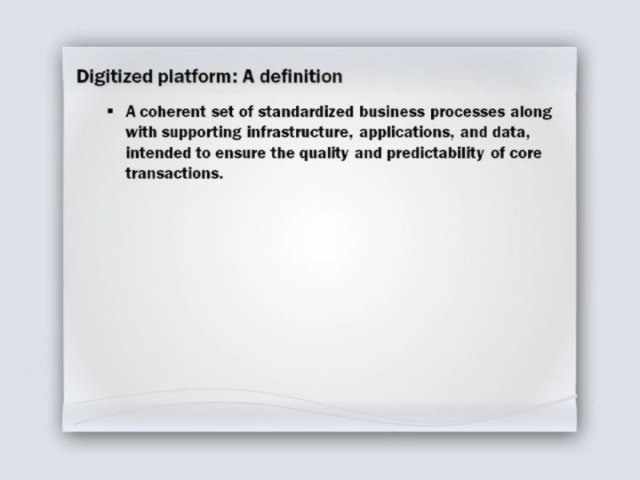 Digitized platform: A definition
▪ A coherent set of standardized business processes along
with supporting infrastructure, applications, and data,
intended to ensure the quality and predictability of core
transactions.